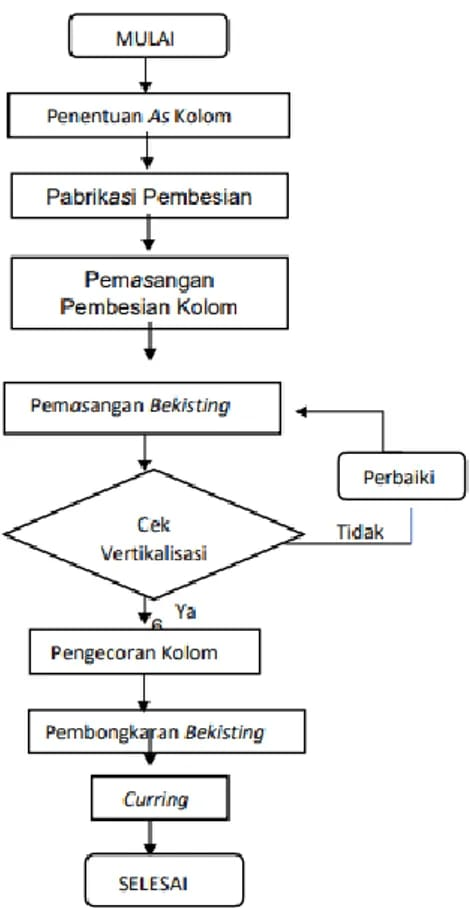 MULAI
Penentuan As Kolom
Pabrikasi Pembesian
Pemasangan
Pembesian Kolom
Pemasangan Bekisting
Perbaiki
Cek
Vertikalisasi
Tidak
Ya
6
Pengecoran Kolom
Pembongkaran Bekisting
Curring
SELESAI